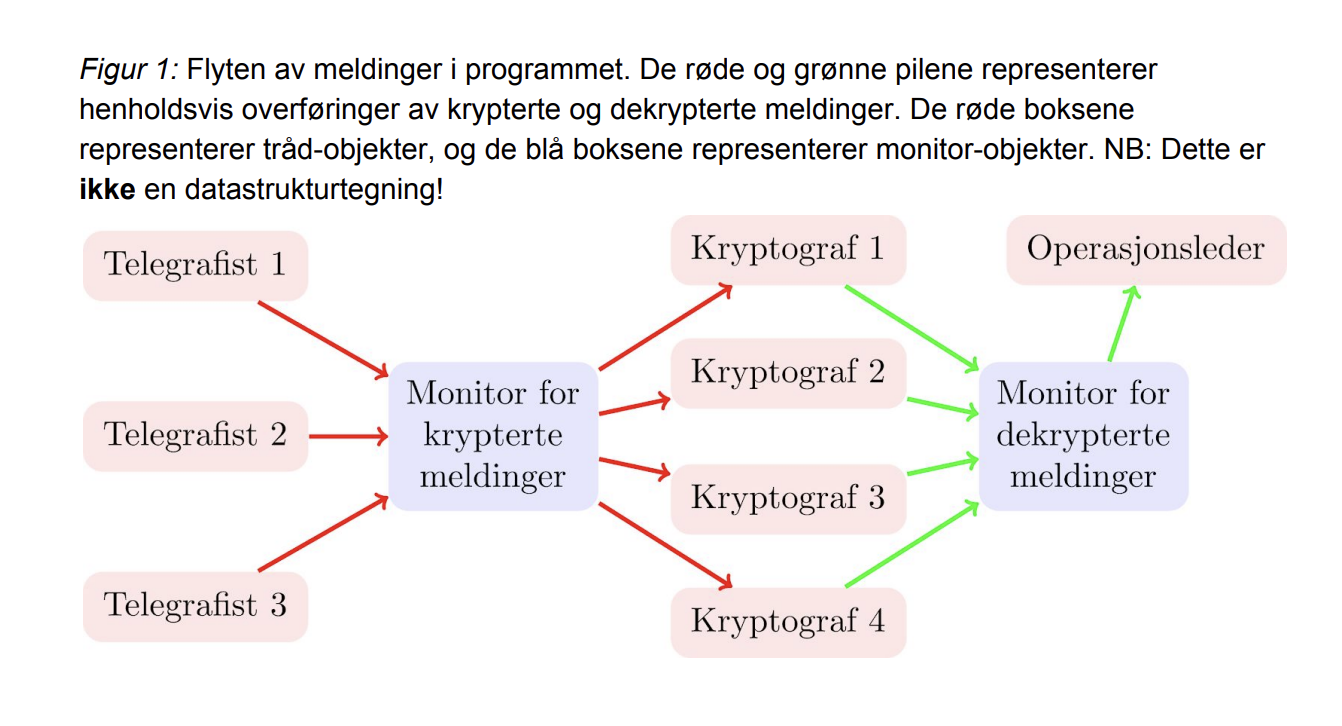 Figur 1: Flyten av meldinger i programmet. De røde og grønne pilene representerer
henholdsvis overføringer av krypterte og dekrypterte meldinger. De røde boksene
representerer tråd-objekter, og de blå boksene representerer monitor-objekter. NB: Dette er
ikke en datastrukturtegning!
Telegrafist 1
Telegrafist 2
Telegrafist 3
Monitor for
krypterte
meldinger
Kryptograf 1
Kryptograf 2
Kryptograf 3
Kryptograf 4
Operasjonsleder
Monitor for
dekrypterte
meldinger